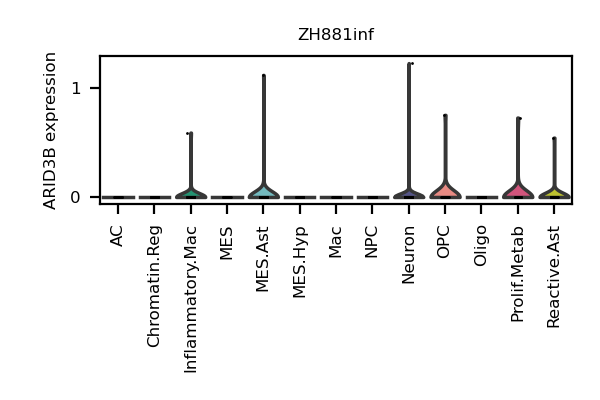 ZH881inf
ARID3B expression
1
0
AC
Chromatin.Reg
Inflammatory.Mac
MES
MES.Ast
MES.Hyp
Mac
NPC
Neuron
OPC
Oligo
Prolif.Metab
Reactive.Ast